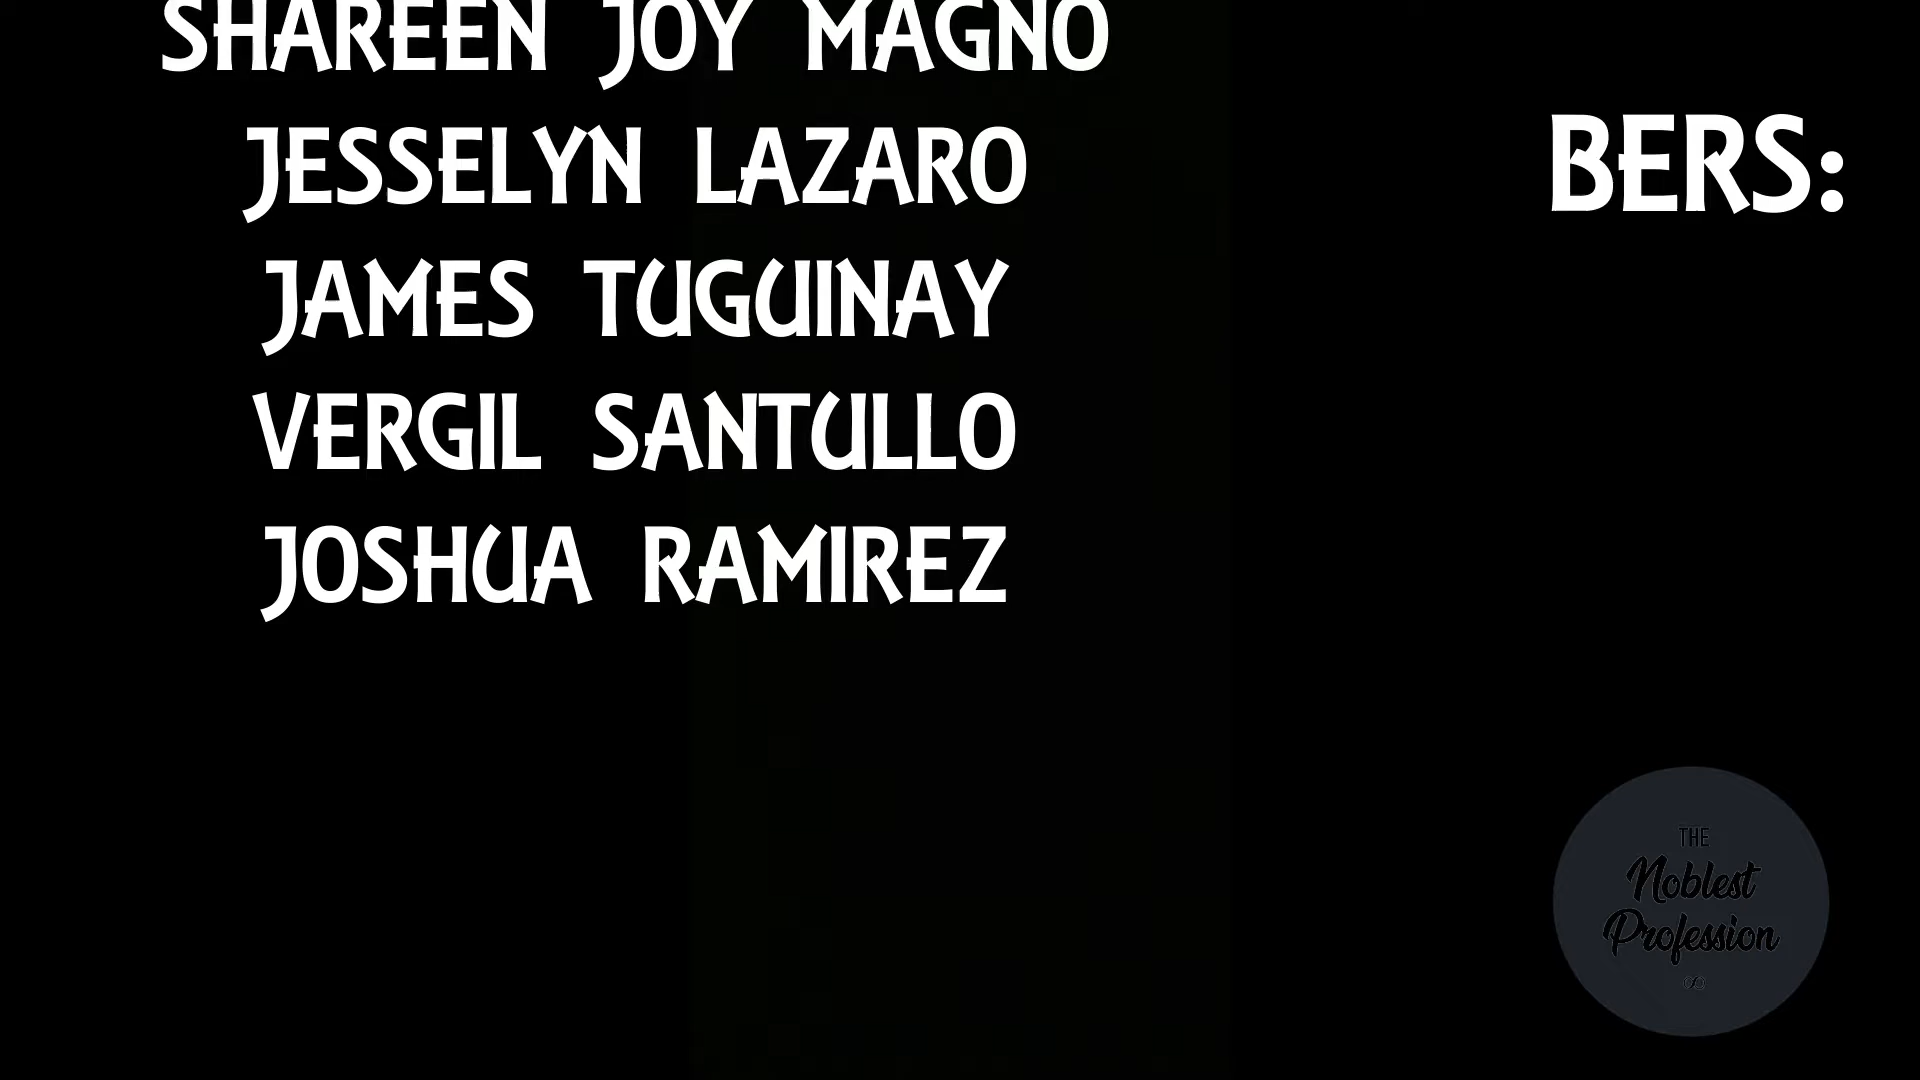 SHAREEN JOY MAGNO
JESSELYN LAZARO
JAMES TUGUINAY
VERGIL SANTULLO
JOSHUA RAMIREZ
BERS:
THE
Noblest
Profession